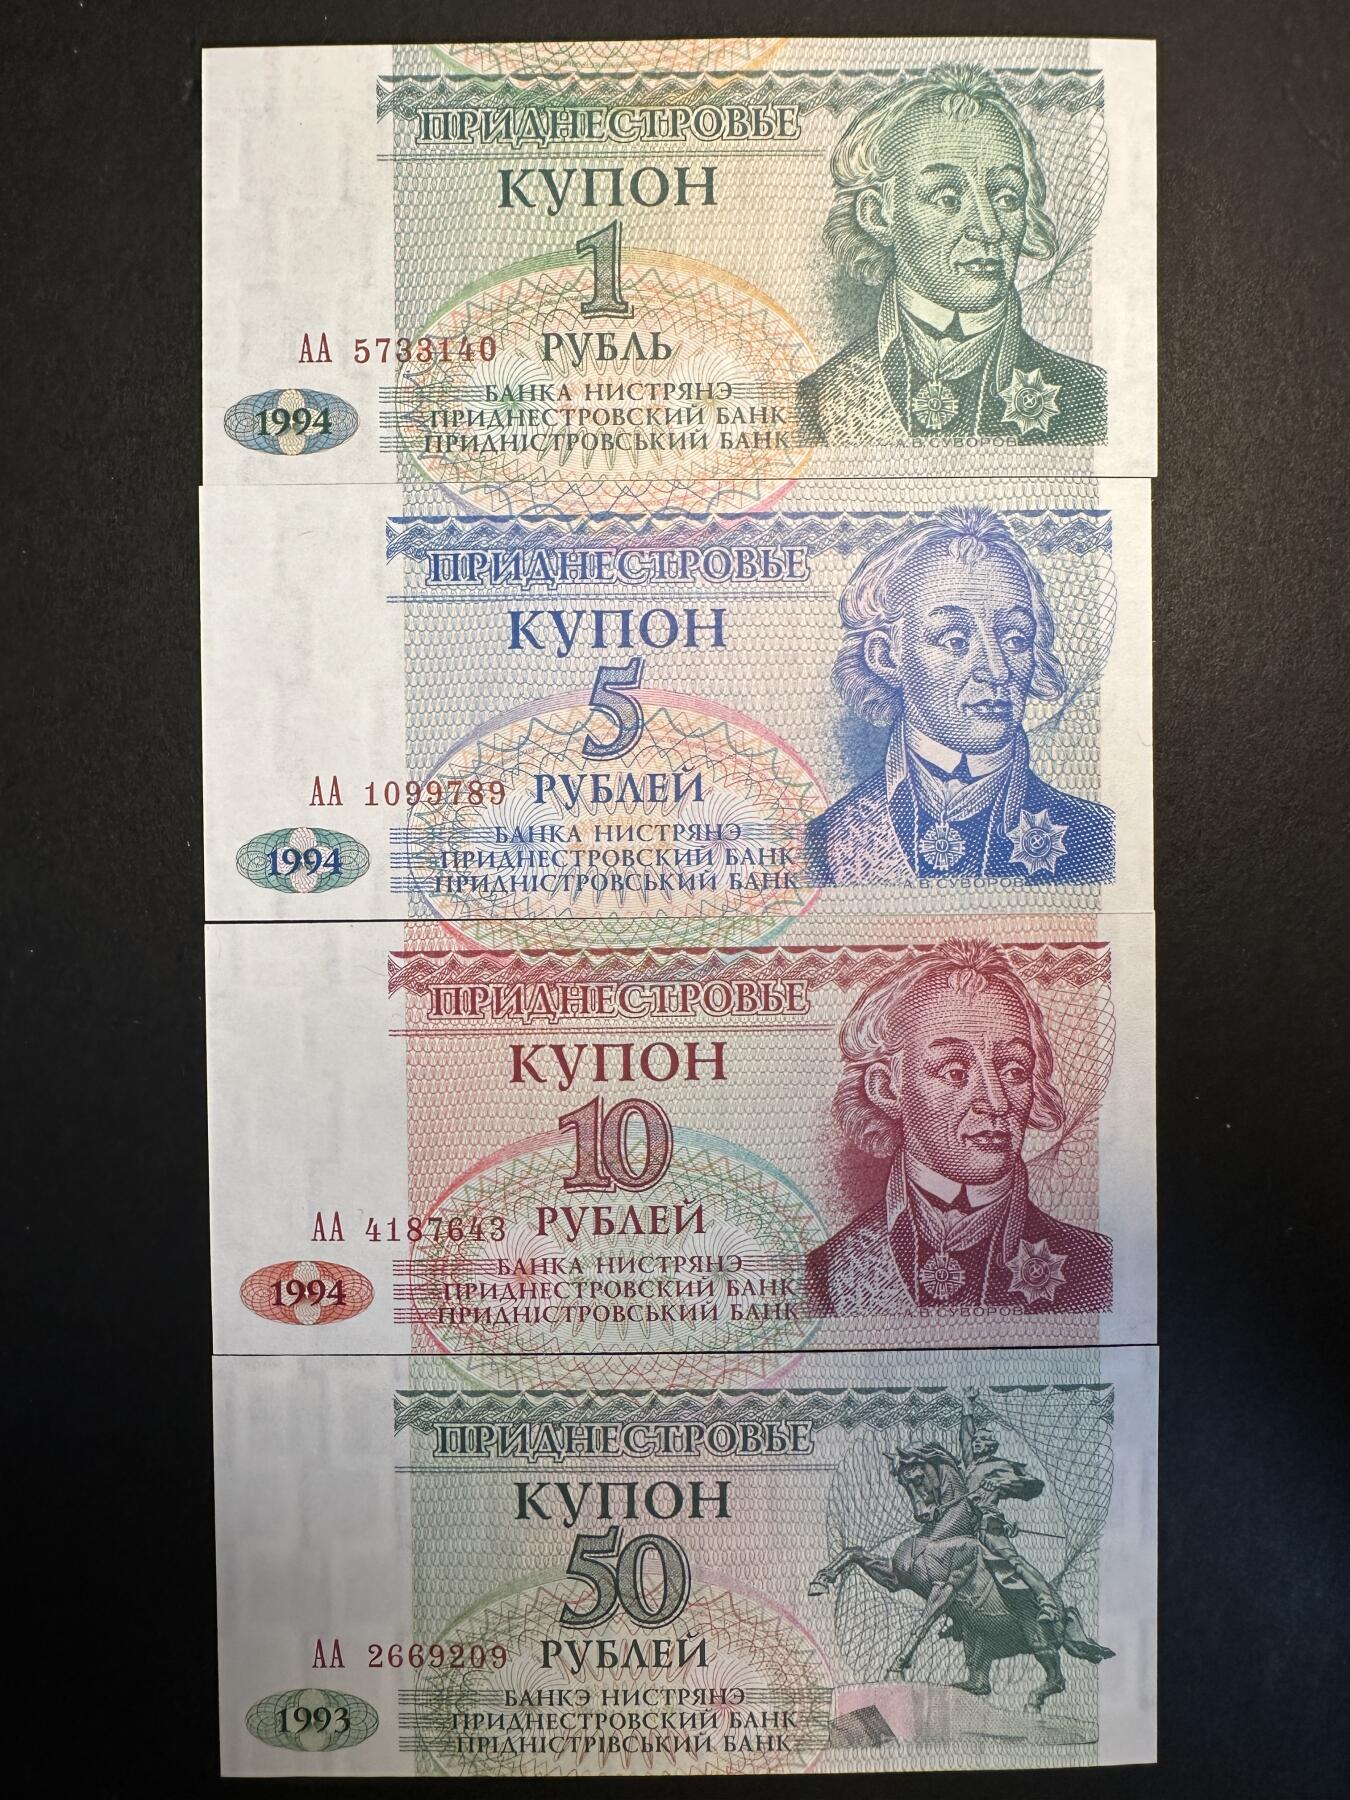 ПРИДНЕСТРОВЬЕ
КУПОН
1
РУБЛЬ
АА 5733140
1994
БАНКА НИСТРЯНЭ
ПРИДНЕСТРОВСКИЙ БАНК
ПРИДНІСТРОВСЬКИЙ БАНК
А.В.СУВОРОВ
ПРИДНЕСТРОВЬЕ
КУПОН
5
РУБЛЕЙ
АА 1099789
1994
БАНКА НИСТРЯНЭ
ПРИДНЕСТРОВСКИЙ БАНК
ПРИДНІСТРОВСЬКИЙ БАНК
А.В.СУВОРОВ
ПРИДНЕСТРОВЬЕ
КУПОН
10
РУБЛЕЙ
АА 4187643
1994
БАНКА НИСТРЯНЭ
ПРИДНЕСТРОВСКИЙ БАНК
ПРИДНІСТРОВСЬКИЙ БАНК
А.В.СУВОРОВ
ПРИДНЕСТРОВЬЕ
КУПОН
50
РУБЛЕЙ
АА 2669209
1993
БАНКЭ НИСТРЯНЭ
ПРИДНЕСТРОВСКИЙ БАНК
ПРІДНІСТРІВСЬКИЙ БАНК